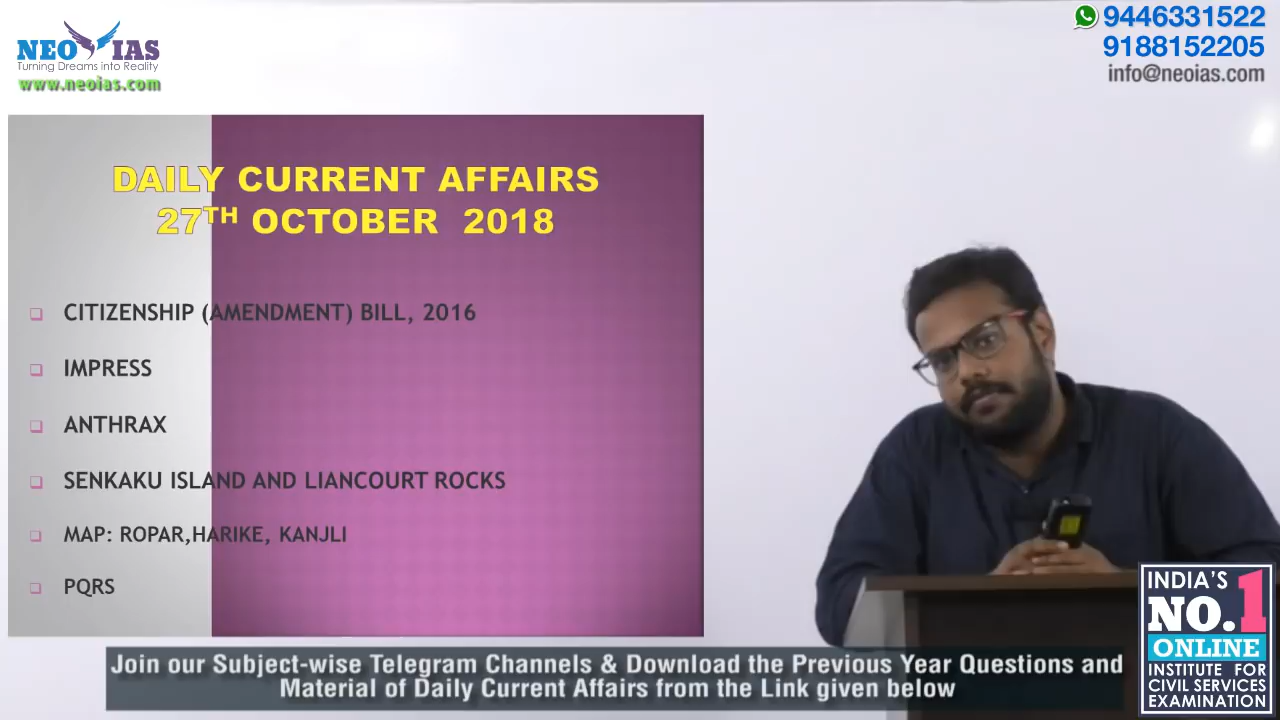 NEO IAS
Turning Dreams into Reality
www.neoias.com
9446331522
9188152205
info@neoias.com
DAILY CURRENT AFFAIRS
27TH OCTOBER 2018
CITIZENSHIP (AMENDMENT) BILL, 2016
IMPRESS
ANTHRAX
SENKAKU ISLAND AND LIANCOURT ROCKS
MAP: ROPAR,HARIKE, KANJLI
PQRS
INDIA'S
NO.1
ONLINE
INSTITUTE FOR
CIVIL SERVICES
EXAMINATION
Join our Subject-wise Telegram Channels & Download the Previous Year Questions and
Material of Daily Current Affairs from the Link given below